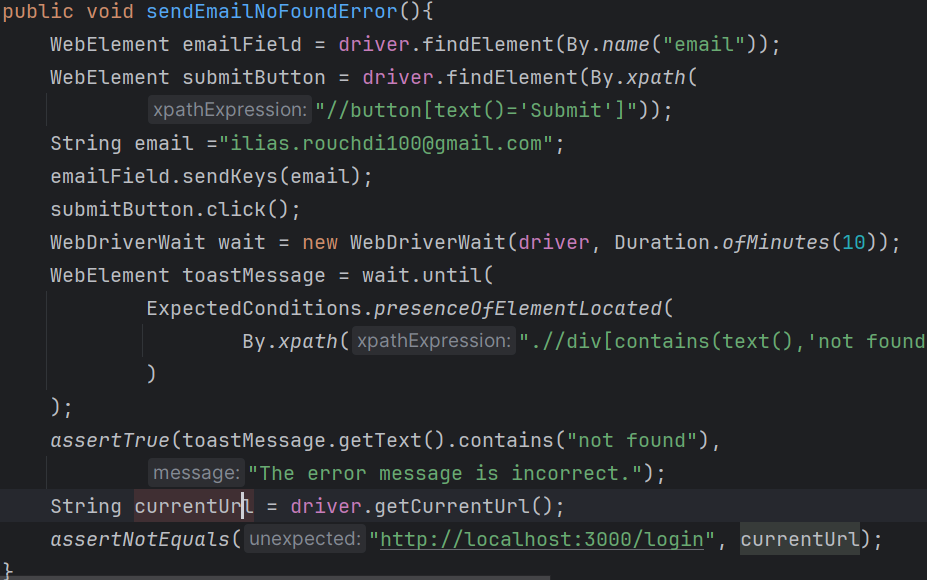 public void sendEmailNoFoundError(){
WebElement emailField = driver.findElement(By.name("email"));
WebElement submitButton = driver.findElement(By.xpath(
xpathExpression: "//button[text()='Submit']"));
String email ="ilias.rouchdi100@gmail.com";
emailField.sendKeys(email);
submitButton.click();
WebDriverWait wait = new WebDriverWait(driver, Duration.ofMinutes(10));
WebElement toastMessage = wait.until(
ExpectedConditions.presenceOfElementLocated(
By.xpath( xpathExpression: ".//div[contains(text(),'not found
)
);
assertTrue(toastMessage.getText().contains("not found"),
message: "The error message is incorrect.");
String currentUrl = driver.getCurrentUrl();
assertNotEquals( unexpected: "http://localhost:3000/login", currentUrl);
}